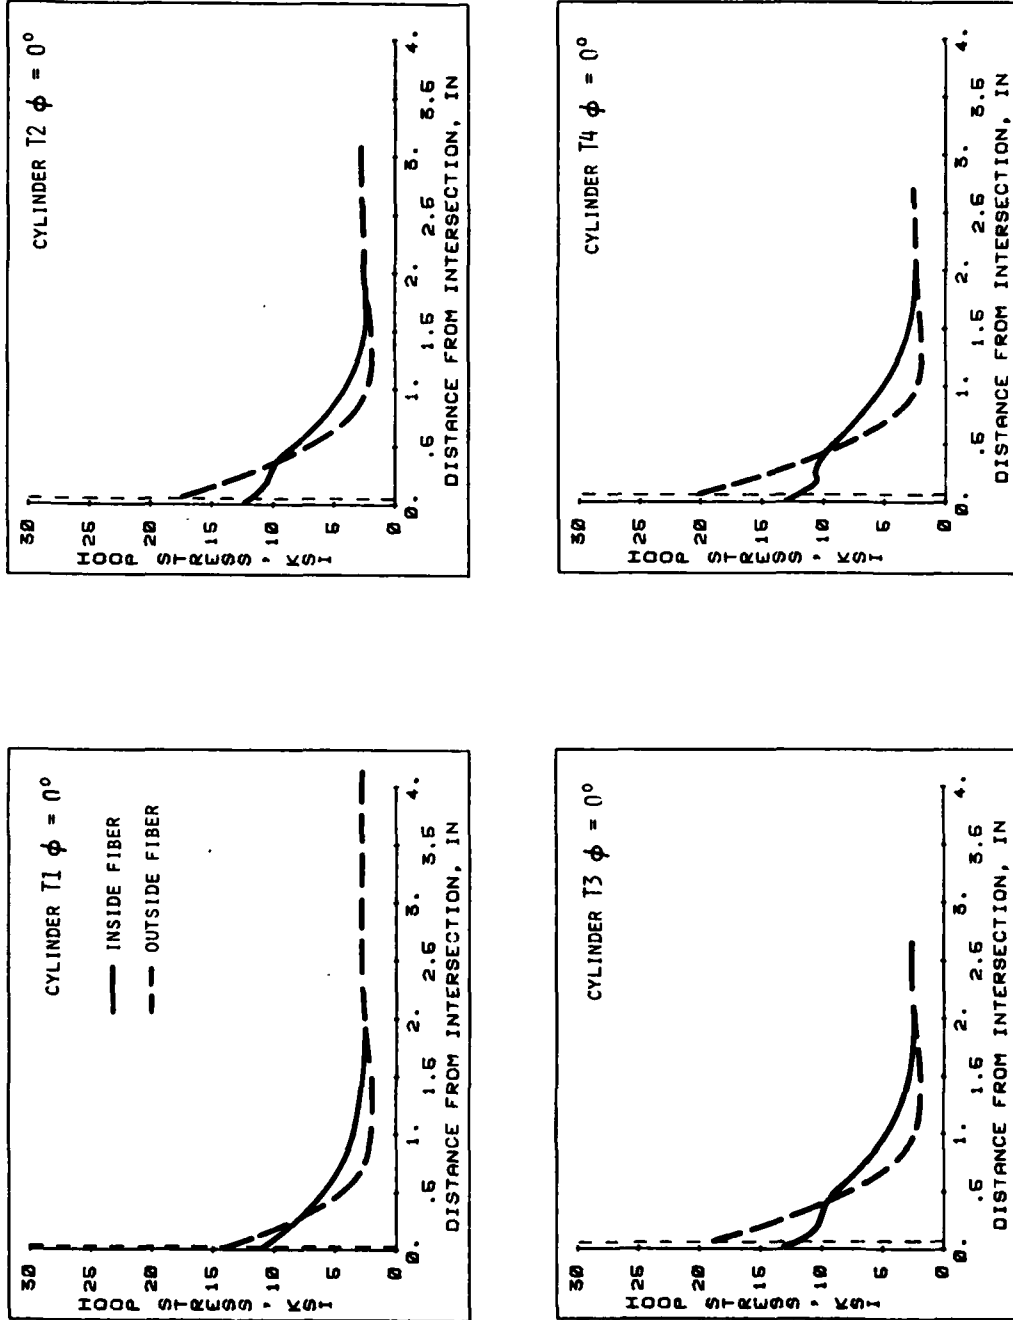 CYLINDER T1 ϕ = 0°
INSIDE FIBER
OUTSIDE FIBER
30
25
20
15
10
5
0
HOOP STRESS, KSI
0. .5 1. 1.5 2. 2.5 3. 3.5 4.
DISTANCE FROM INTERSECTION, IN
CYLINDER T2 ϕ = 0°
30
25
20
15
10
5
0
HOOP STRESS, KSI
0. .5 1. 1.5 2. 2.5 3. 3.5 4.
DISTANCE FROM INTERSECTION, IN
CYLINDER T3 ϕ = 0°
30
25
20
15
10
5
0
HOOP STRESS, KSI
0. .5 1. 1.5 2. 2.5 3. 3.5 4.
DISTANCE FROM INTERSECTION, IN
CYLINDER T4 ϕ = 0°
30
25
20
15
10
5
0
HOOP STRESS, KSI
0. .5 1. 1.5 2. 2.5 3. 3.5 4.
DISTANCE FROM INTERSECTION, IN